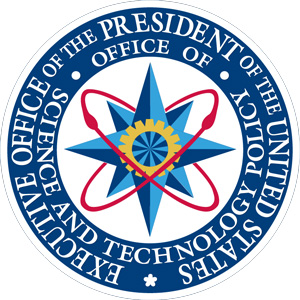 EXECUTIVE OFFICE OF THE PRESIDENT OF THE UNITED STATES
OFFICE OF
SCIENCE AND TECHNOLOGY POLICY